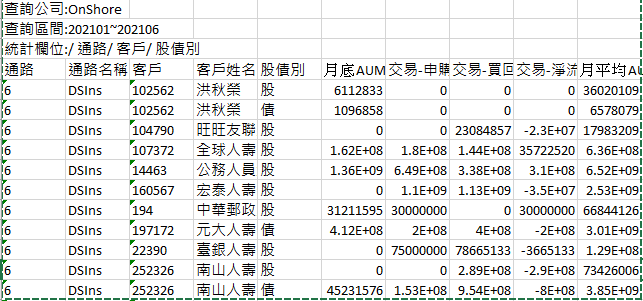 查詢公司:OnShore
查詢區間:202101~202106
統計欄位:/ 通路/ 客戶/ 股債別
通路 通路名稱 客戶 客戶姓名 股債別 月底AUM 交易-申購 交易-買回 交易-淨流 月平均AU
6 DSIns 102562 洪秋榮 股 6112833 0 0 0 36020109
6 DSIns 102562 洪秋榮 債 1096858 0 0 0 6578079
6 DSIns 104790 旺旺友聯 股 0 0 23084857 -2.3E+07 17983209
6 DSIns 107372 全球人壽 股 1.62E+08 1.8E+08 1.44E+08 35722520 6.36E+08
6 DSIns 14463 公務人員 股 1.36E+09 6.49E+08 3.38E+08 3.1E+08 6.52E+09
6 DSIns 160567 宏泰人壽 股 0 1.1E+09 1.13E+09 -3.5E+07 2.53E+09
6 DSIns 194 中華郵政 股 31211595 30000000 0 30000000 66844126
6 DSIns 197172 元大人壽 債 4.12E+08 2E+08 4E+08 -2E+08 3.01E+09
6 DSIns 22390 臺銀人壽 股 0 75000000 78665133 -3665133 1.29E+08
6 DSIns 252326 南山人壽 股 0 0 2.89E+08 -2.9E+08 73426006
6 DSIns 252326 南山人壽 債 45231576 1.53E+08 9.54E+08 -8E+08 3.85E+09